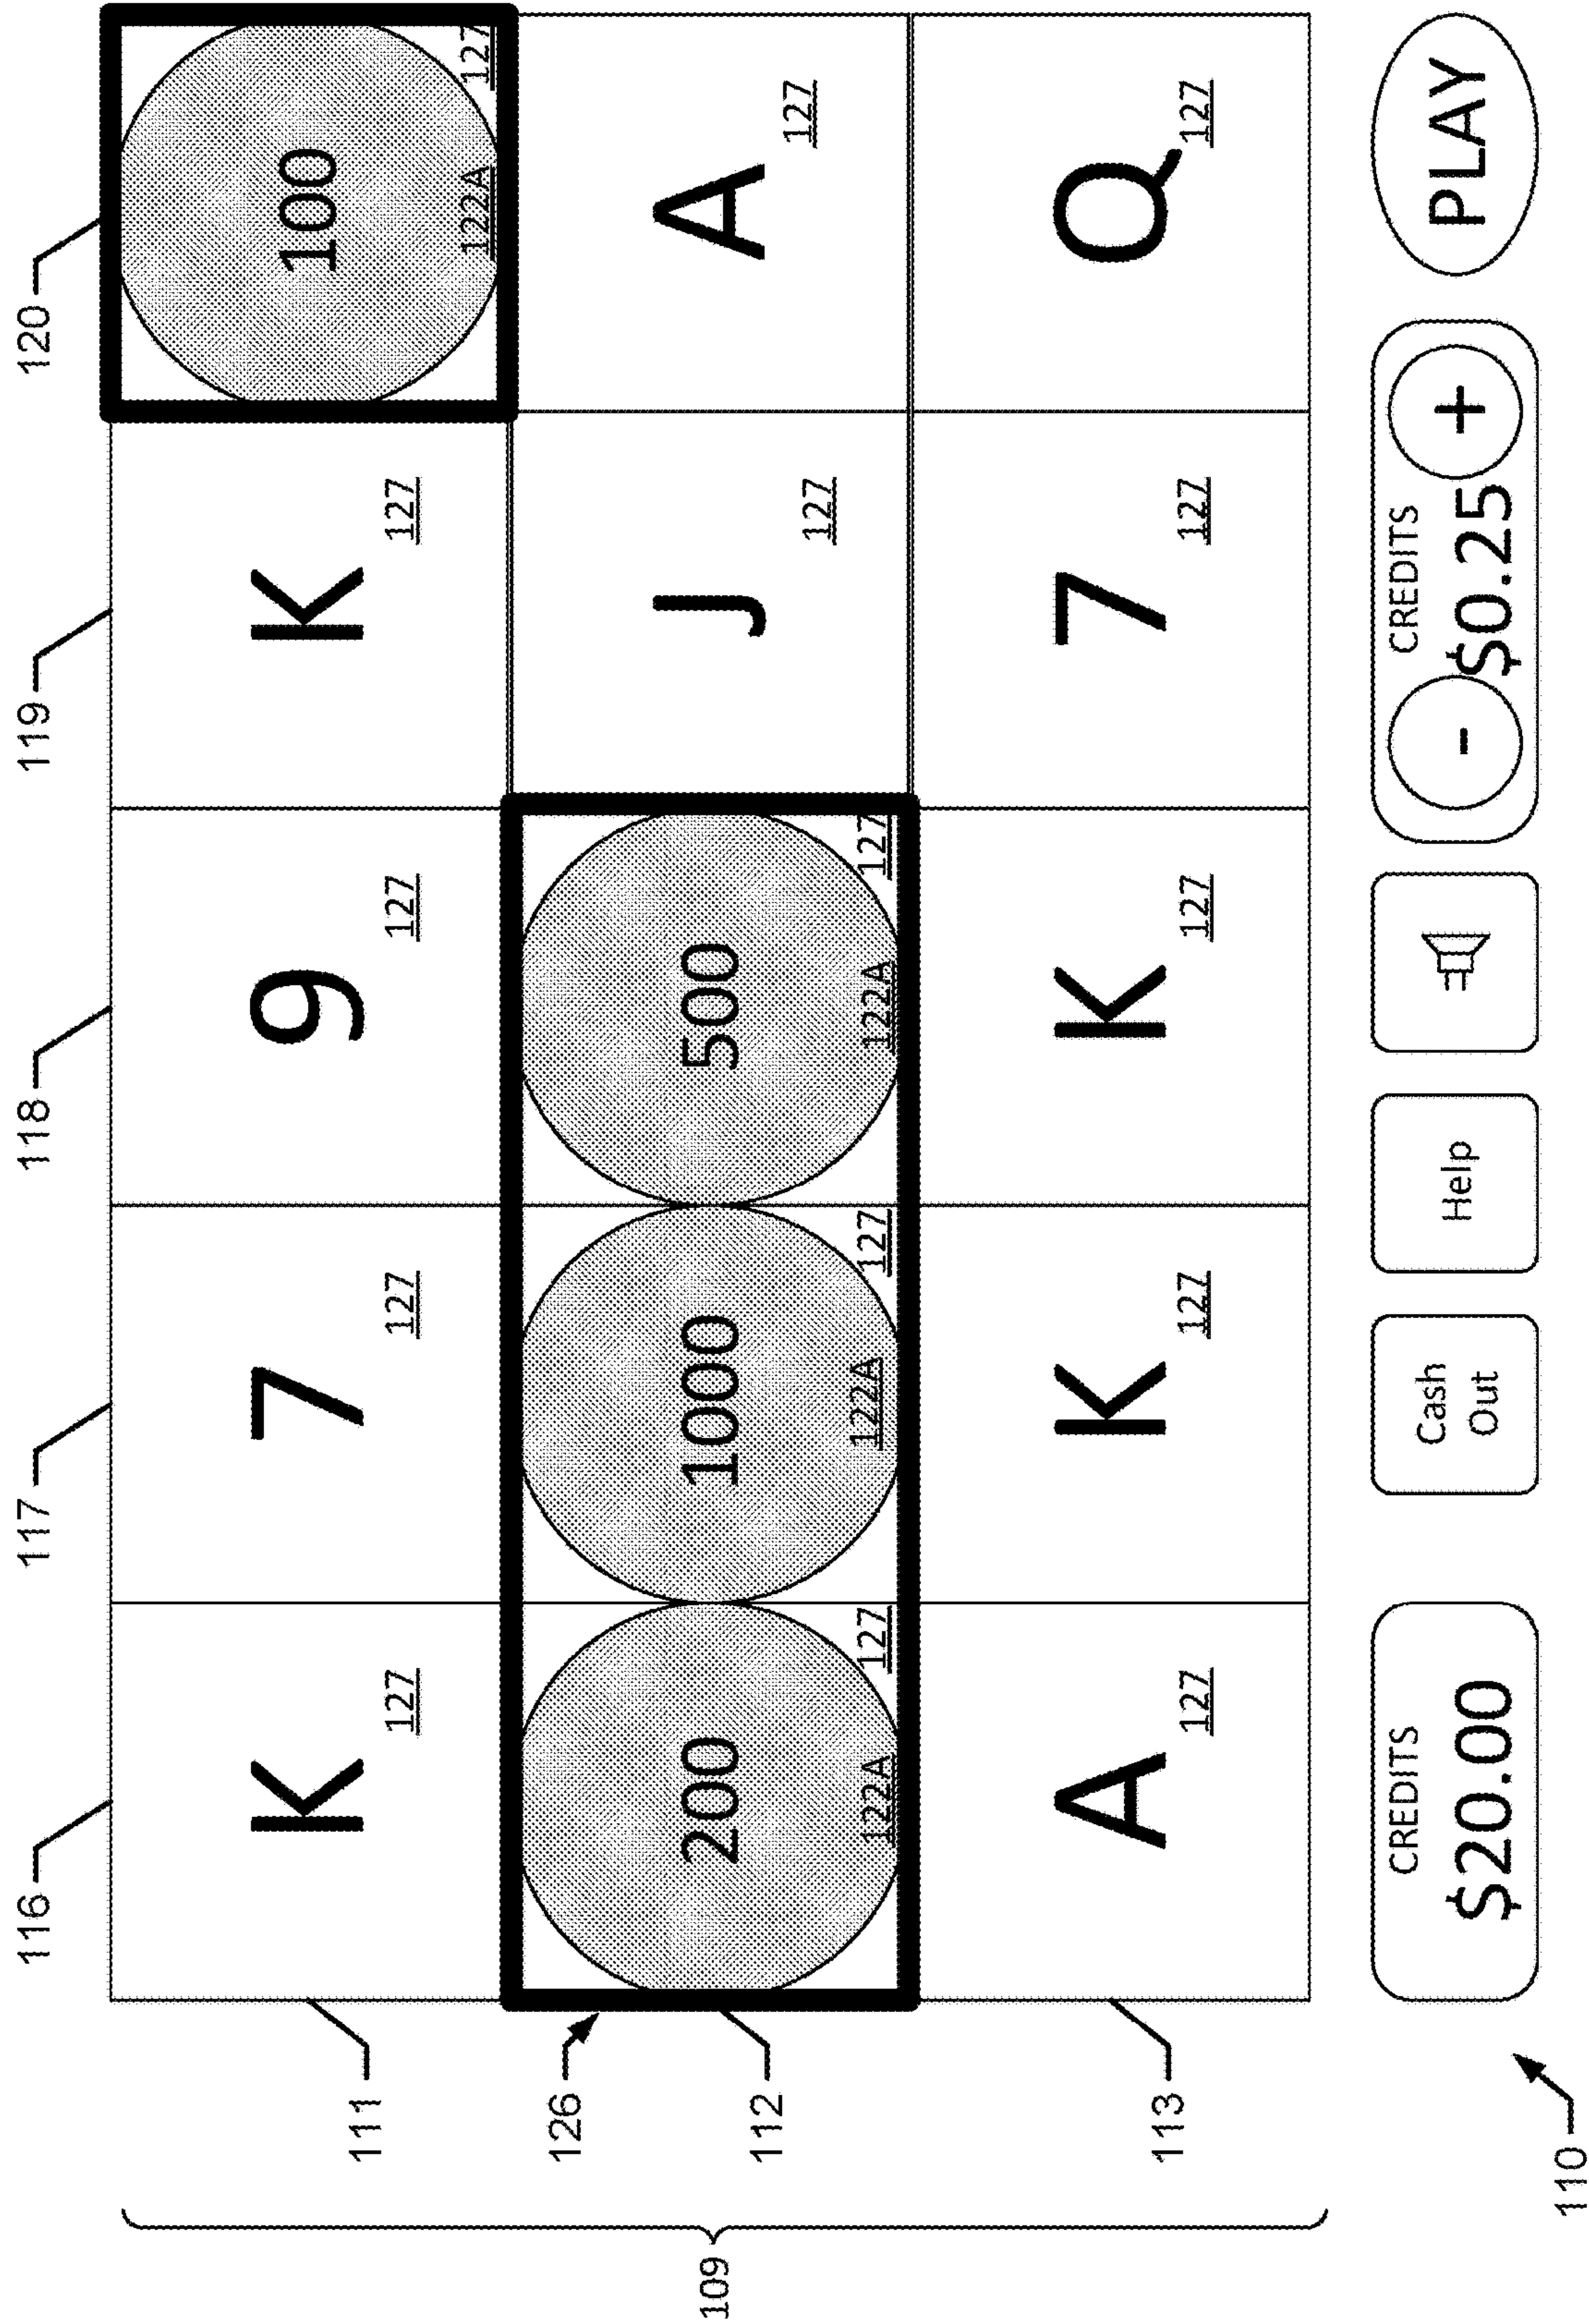 116 117 118 119 120
111 K 127 7 127 9 127 K 127 100 122A 127
126
112 200 122A 127 1000 122A 127 500 122A 127 J 127 A 127
113 A 127 K 127 K 127 7 127 Q 127
109
CREDITS
$20.00
Cash
Out
Help
CREDITS
- $0.25 +
PLAY
110